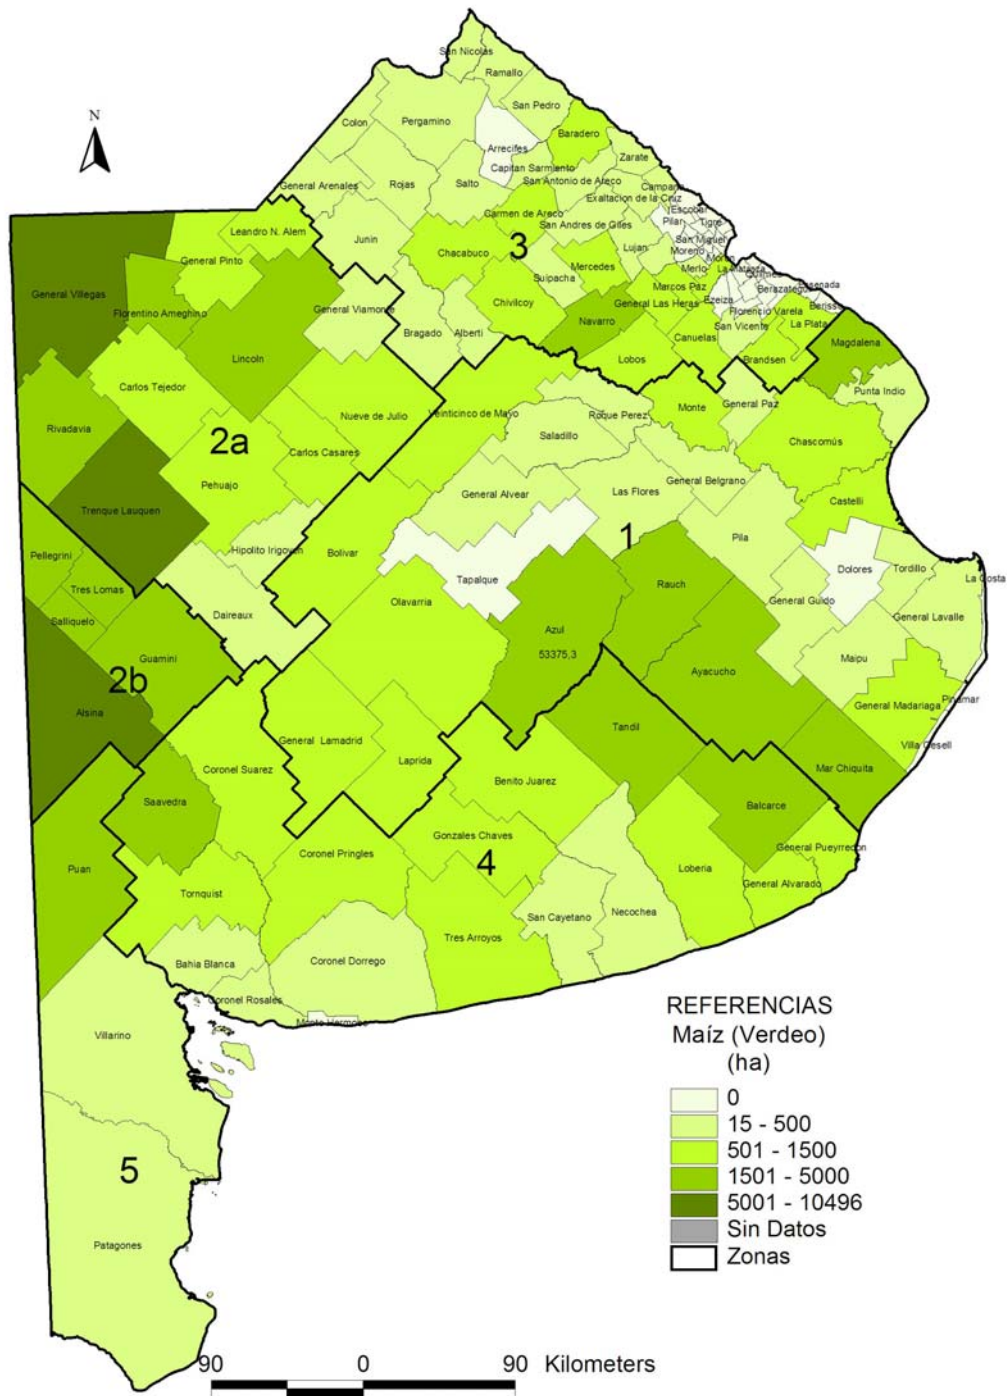 N
San Nicolas
Ramallo
San Pedro
Colon
Pergamino
Arrecifes
Baradero
Capitan Sarmiento
Zarate
General Arenales
Rojas
Salto
San Antonio de Areco
Campana
Exaltacion de la Cruz
Escobar
Leandro N. Alem
Junin
Carmen de Areco
San Andres de Giles
Pilar
Tigre
General Pinto
Chacabuco
3
Lujan
San Miguel
Moreno
Moron
General Villegas
Suipacha
Mercedes
Merlo
La Matanza
Marcos Paz
Berazategui
Ensenada
Florentino Ameghino
General Viamonte
Chivilcoy
General Las Heras
Ezeiza
Berisso
Bragado
Alberti
Navarro
Florencio Varela
San Vicente
La Plata
Lincoln
Lobos
Canuelas
Brandsen
Magdalena
Carlos Tejedor
Punta Indio
Rivadavia
2a
Nueve de Julio
Veinticinco de Mayo
Roque Perez
Monte
General Paz
Saladillo
Chascomús
Carlos Casares
Pehuajo
Trenque Lauquen
General Alvear
Las Flores
General Belgrano
Castelli
Hipolito Irigoyen
Bolivar
1
Pila
Pellegrini
Tapalque
Rauch
Dolores
Tordillo
La Costa
Tres Lomas
Salliquelo
Daireaux
Olavarria
General Guido
General Lavalle
Azul
53375,3
Guamini
2b
Ayacucho
Maipu
Alsina
General Madariaga
Pinamar
General Lamadrid
Tandil
Villa Gesell
Coronel Suarez
Laprida
Mar Chiquita
Benito Juarez
Saavedra
Balcarce
Gonzales Chaves
General Pueyrredon
Coronel Pringles
4
Puan
Loberia
General Alvarado
Tornquist
San Cayetano
Necochea
Tres Arroyos
Bahia Blanca
Coronel Dorrego
Coronel Rosales
Monte Hermoso
Villarino
5
Patagones
REFERENCIAS
Maíz (Verdeo)
(ha)
0
15 - 500
501 - 1500
1501 - 5000
5001 - 10496
Sin Datos
Zonas
90 0 90 Kilometers